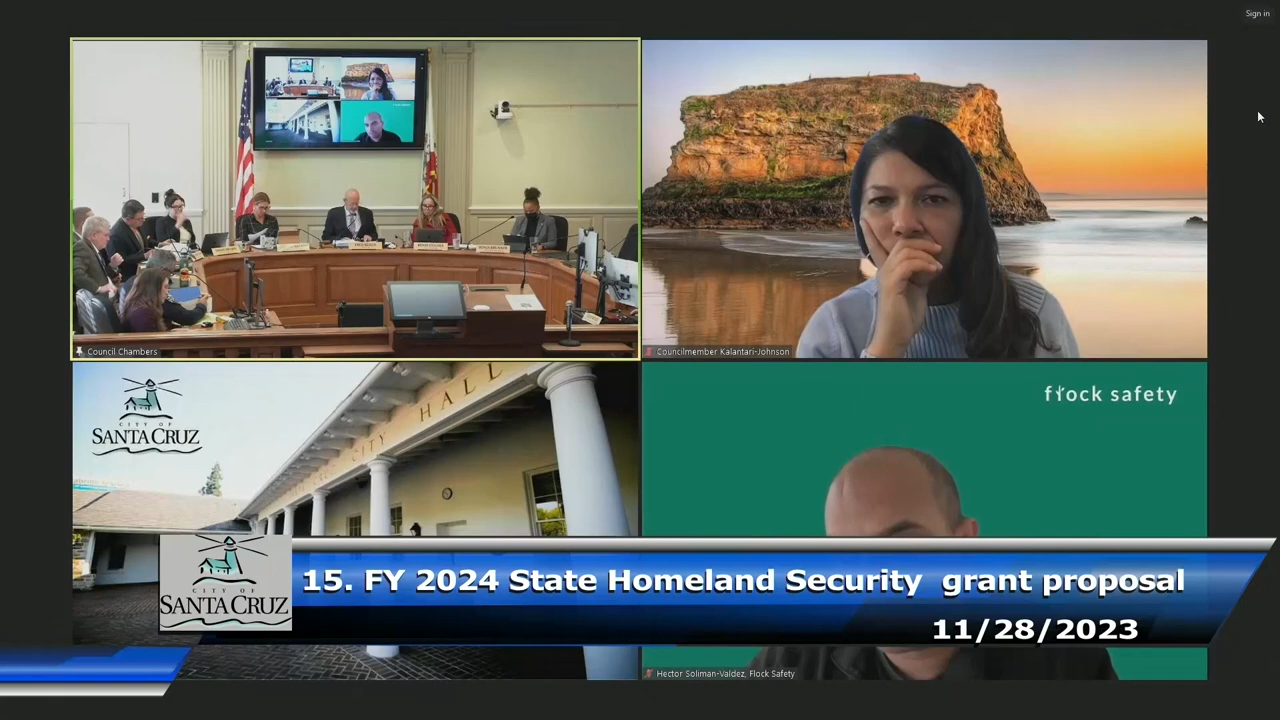 Sign in
Council Chambers
Councilmember Kalantari-Johnson
CITY OF
SANTA CRUZ
CITY HALL
flock safety
CITY OF
SANTA CRUZ
15. FY 2024 State Homeland Security grant proposal
11/28/2023
Hector Soliman-Valdez, Flock Safety